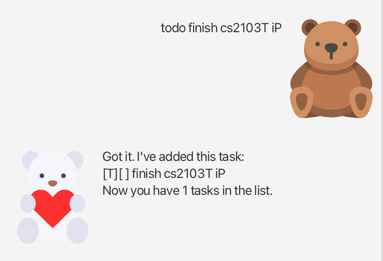 todo finish cs2103T iP
Got it. I've added this task:
[T][ ] finish cs2103T iP
Now you have 1 tasks in the list.